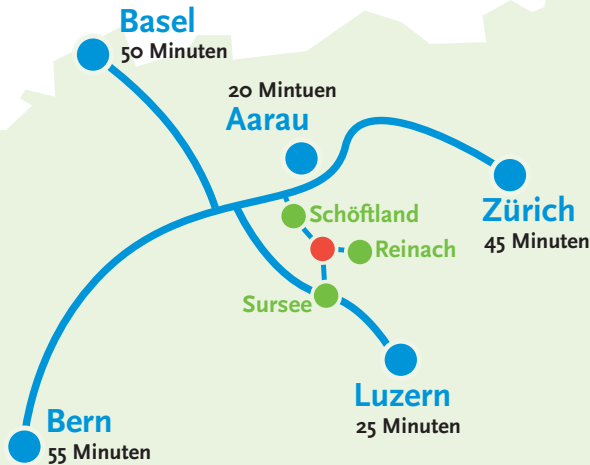 Basel
50 Minuten
20 Mintuen
Aarau
Schöftland
Zürich
45 Minuten
Reinach
Sursee
Luzern
25 Minuten
Bern
55 Minuten